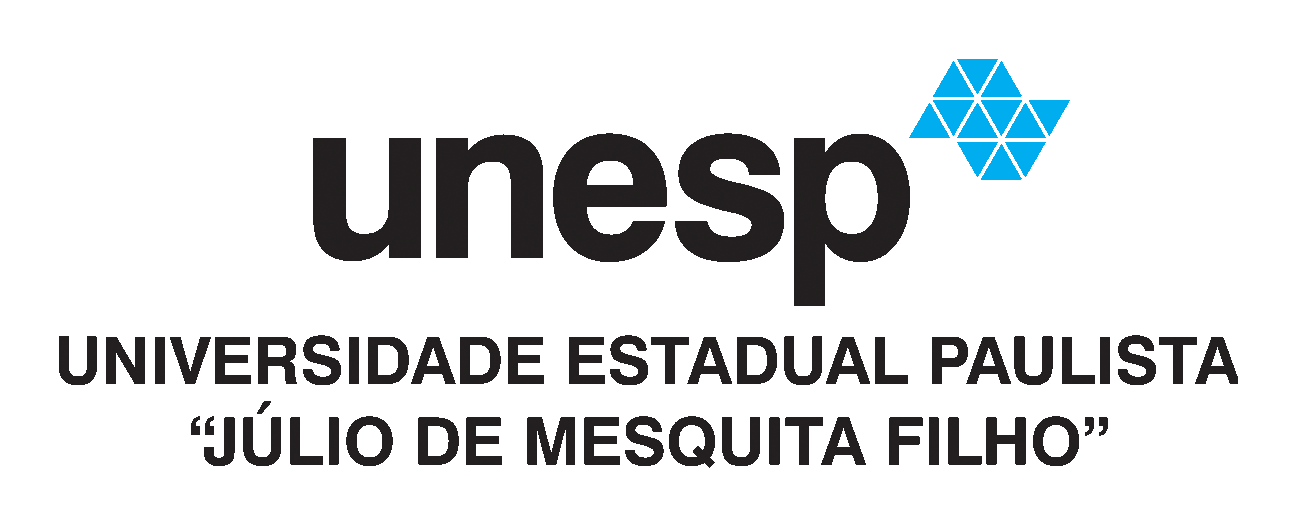 unesp
UNIVERSIDADE ESTADUAL PAULISTA
“JÚLIO DE MESQUITA FILHO”